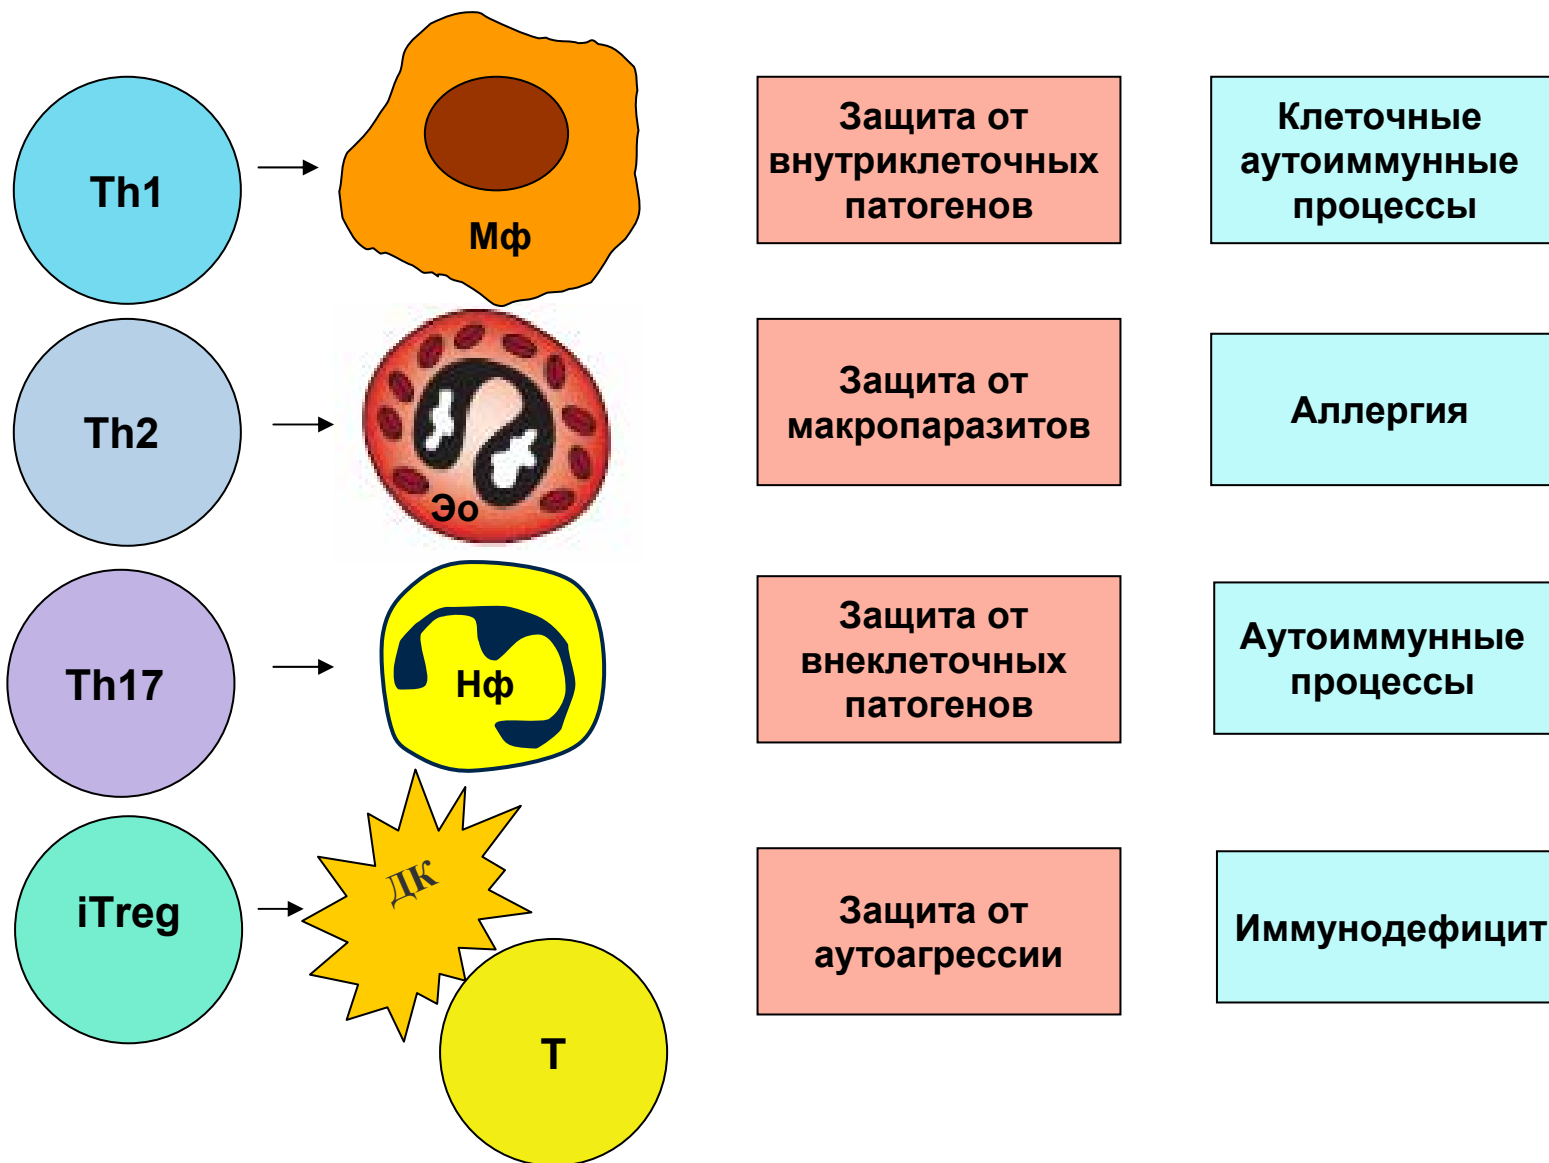 Th1
Мф
Защита от
внутриклеточных
патогенов
Клеточные
аутоиммунные
процессы
Th2
Эо
Защита от
макропаразитов
Аллергия
Th17
Нф
Защита от
внеклеточных
патогенов
Аутоиммунные
процессы
iTreg
ДК
T
Защита от
аутоагрессии
Иммунодефицит